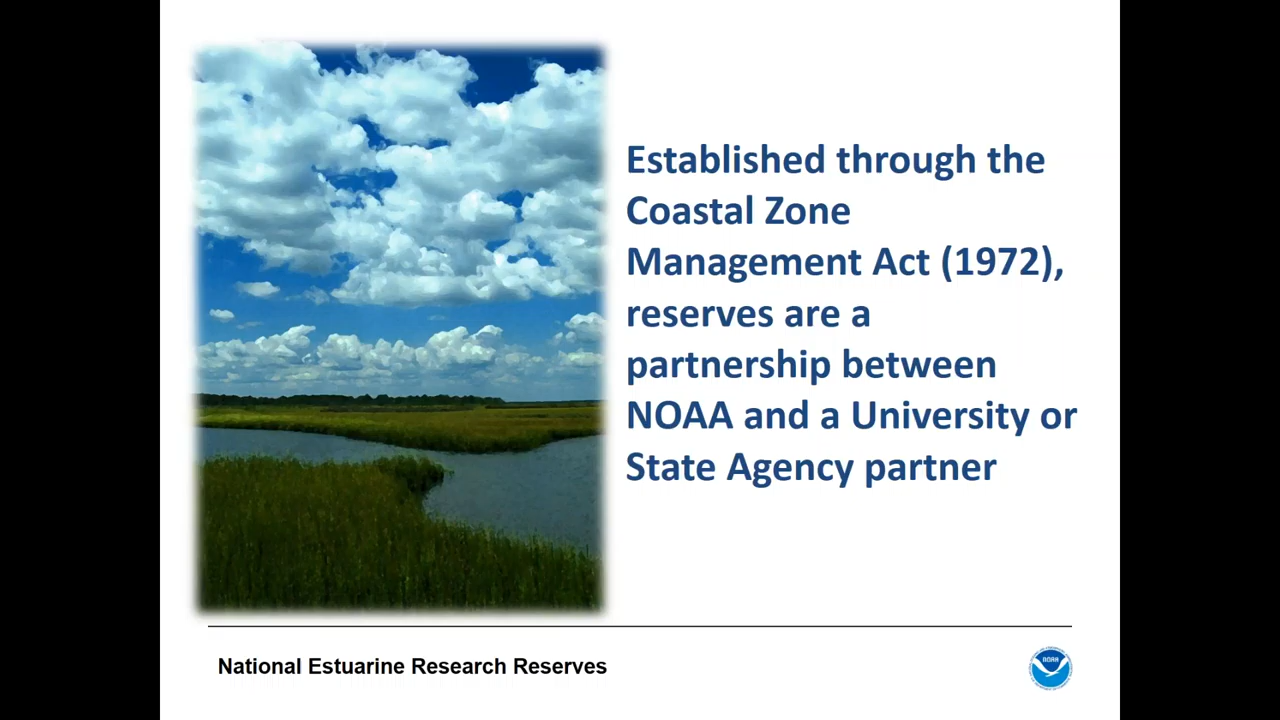 Established through the
Coastal Zone
Management Act (1972),
reserves are a
partnership between
NOAA and a University or
State Agency partner
National Estuarine Research Reserves
NOAA